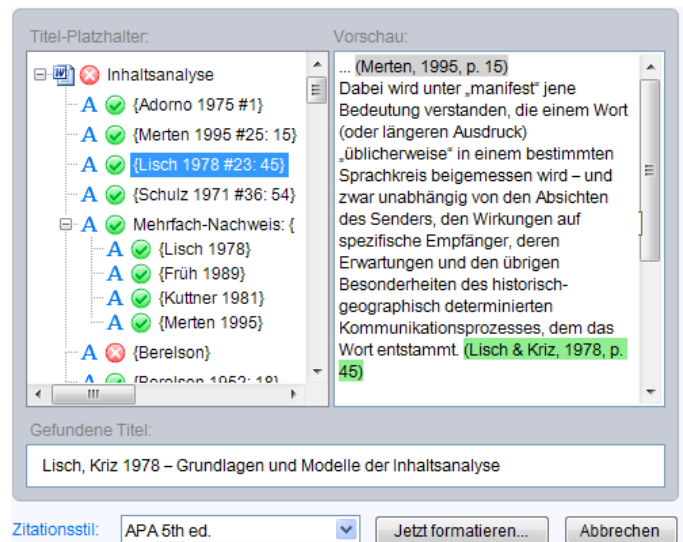 Titel-Platzhalter:
Inhaltsanalyse
A {Adorno 1975 #1}
A {Merten 1995 #25: 15}
A {Lisch 1978 #23: 45}
A {Schulz 1971 #36: 54}
A Mehrfach-Nachweis: {
A {Lisch 1978}
A {Früh 1989}
A {Kuttner 1981}
A {Merten 1995}
A {Berelson}
A {Berelson 1952: 18}
Vorschau:
... (Merten, 1995, p. 15)
Dabei wird unter „manifest“ jene
Bedeutung verstanden, die einem Wort
(oder längeren Ausdruck)
„üblicherweise“ in einem bestimmten
Sprachkreis beigemessen wird – und
zwar unabhängig von den Absichten
des Senders, den Wirkungen auf
spezifische Empfänger, deren
Erwartungen und den übrigen
Besonderheiten des historisch-
geographisch determinierten
Kommunikationsprozesses, dem das
Wort entstammt. (Lisch & Kriz, 1978, p.
45)
Gefundene Titel:
Lisch, Kriz 1978 – Grundlagen und Modelle der Inhaltsanalyse
Zitationsstil: APA 5th ed. Jetzt formatieren... Abbrechen